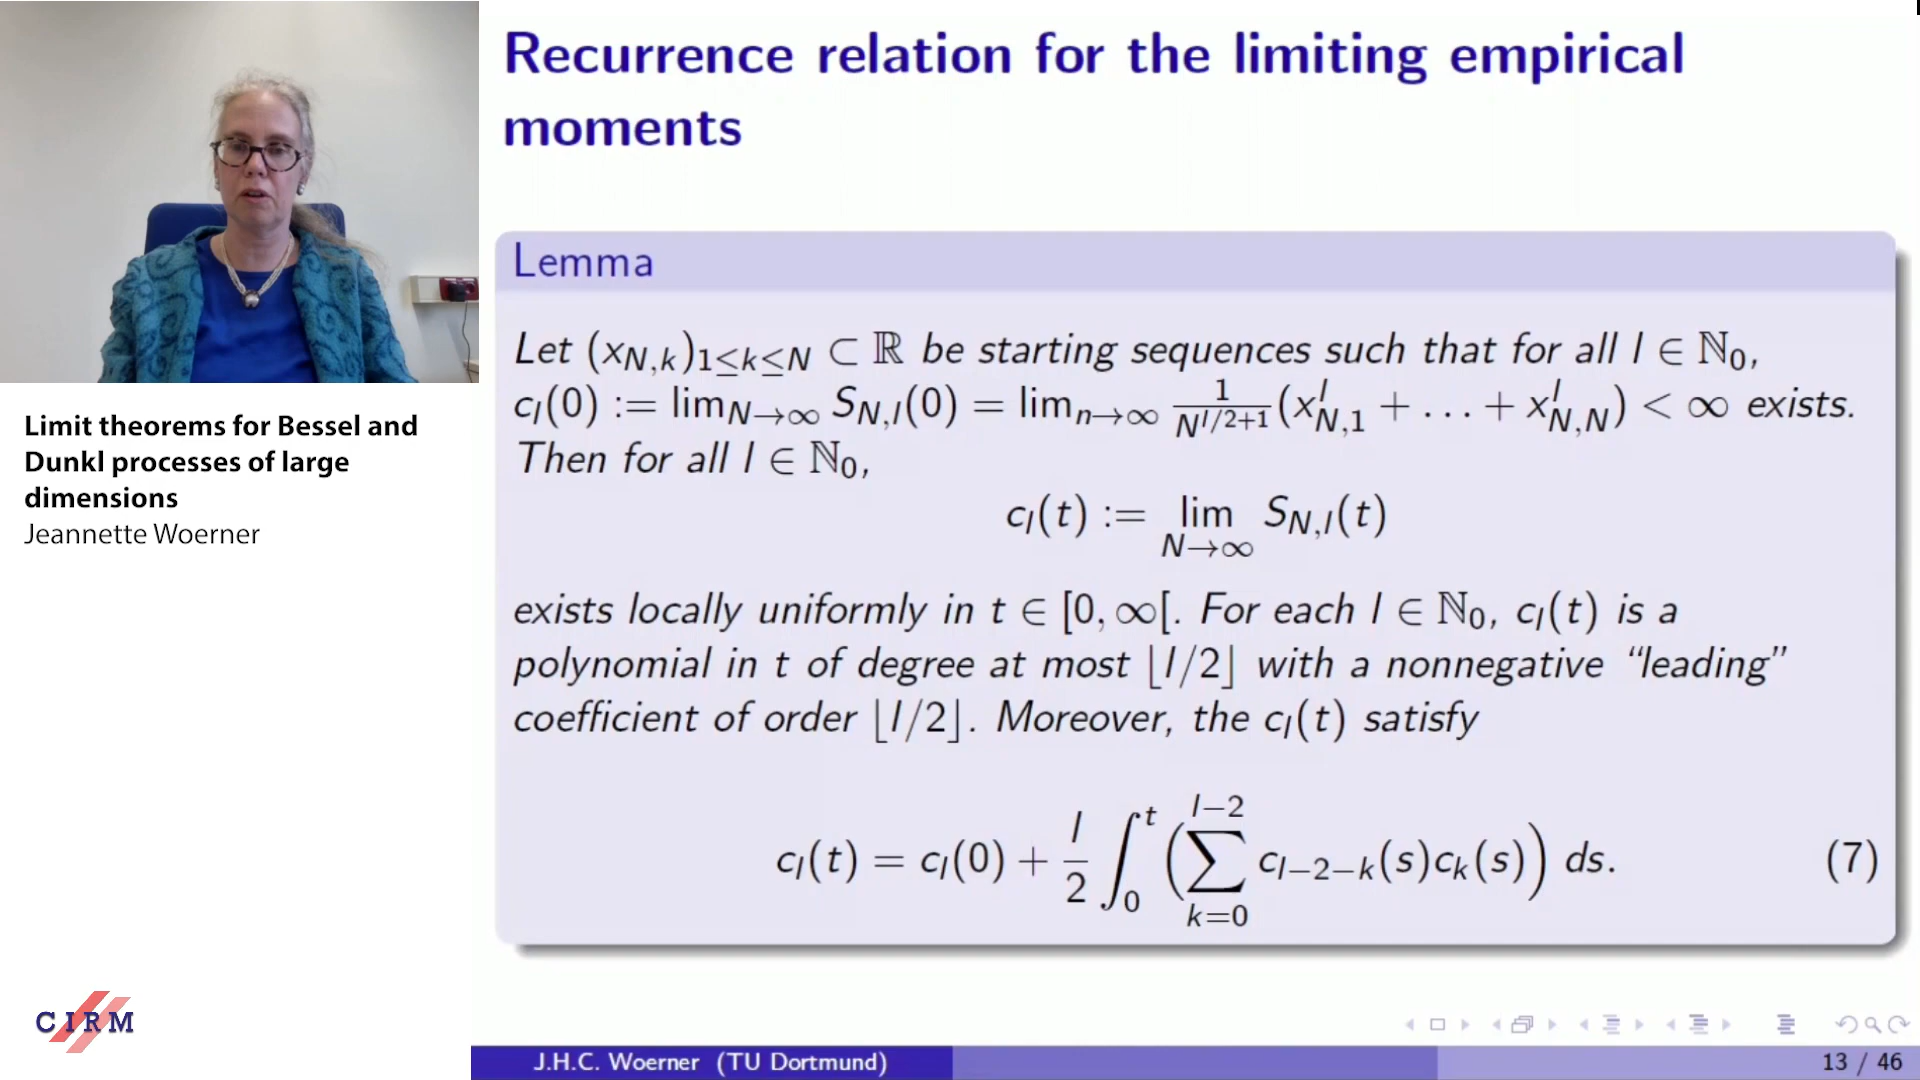 Recurrence relation for the limiting empirical
moments
Lemma
Let (x_{N,k})_{1≤k≤N} ⊂ ℝ be starting sequences such that for all l ∈ ℕ₀,
c_l(0) := lim_{N→∞} S_{N,l}(0) = lim_{n→∞} \frac{1}{N^{l/2+1}}(x^l_{N,1} + … + x^l_{N,N}) < ∞ exists.
Then for all l ∈ ℕ₀,
c_l(t) := lim_{N→∞} S_{N,l}(t)
exists locally uniformly in t ∈ [0, ∞[. For each l ∈ ℕ₀, c_l(t) is a
polynomial in t of degree at most ⌊l/2⌋ with a nonnegative “leading”
coefficient of order ⌊l/2⌋. Moreover, the c_l(t) satisfy
c_l(t) = c_l(0) + \frac{l}{2} ∫_0^t (∑_{k=0}^{l−2} c_{l−2−k}(s)c_k(s)) ds. (7)
Limit theorems for Bessel and
Dunkl processes of large
dimensions
Jeannette Woerner
CIRM
J.H.C. Woerner (TU Dortmund)
13 / 46